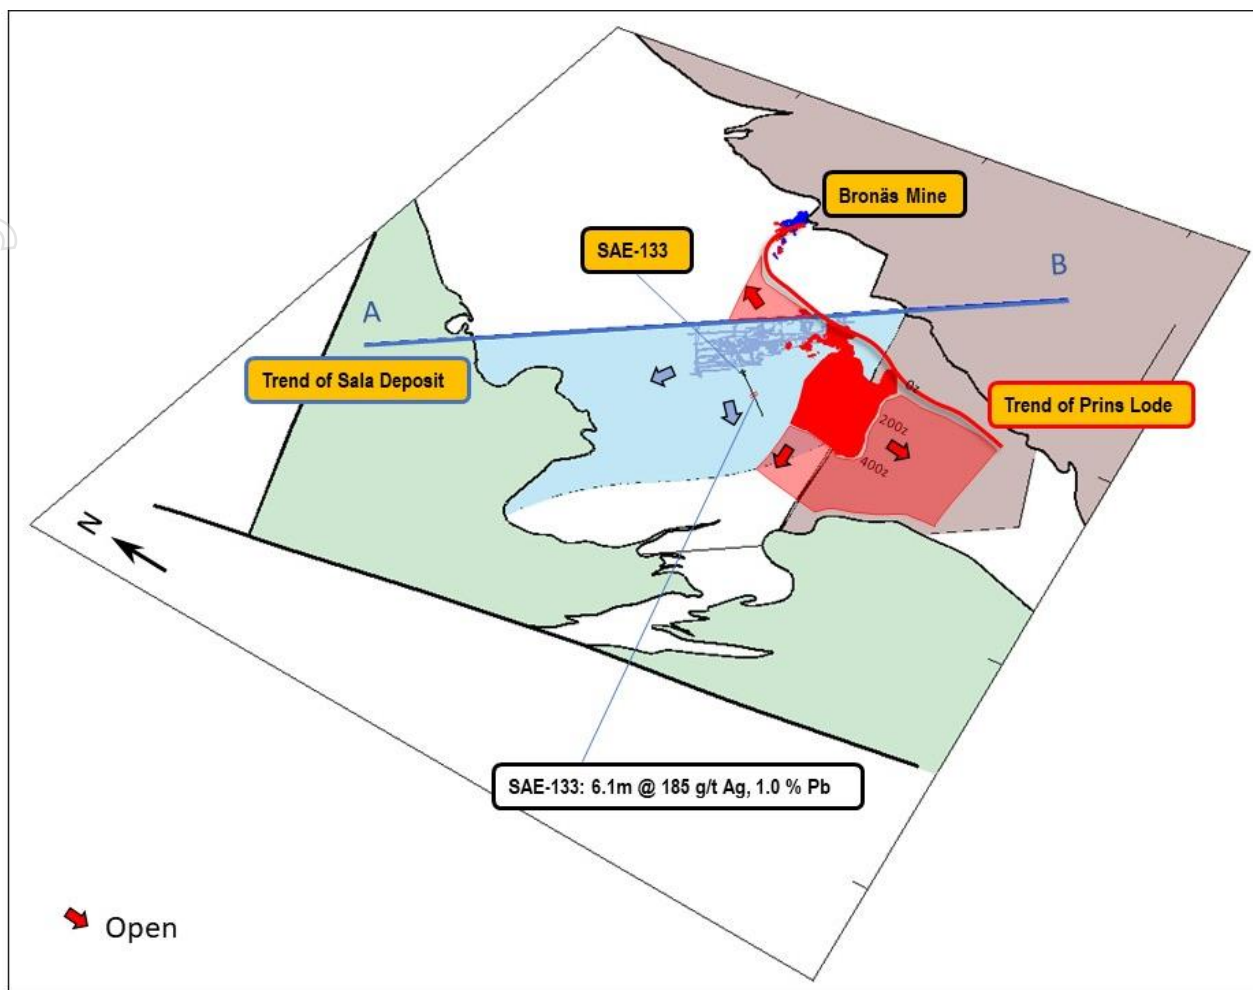 Bronäs Mine
SAE-133
B
A
Trend of Sala Deposit
0z
Trend of Prins Lode
200z
400z
N
SAE-133: 6.1m @ 185 g/t Ag, 1.0 % Pb
Open